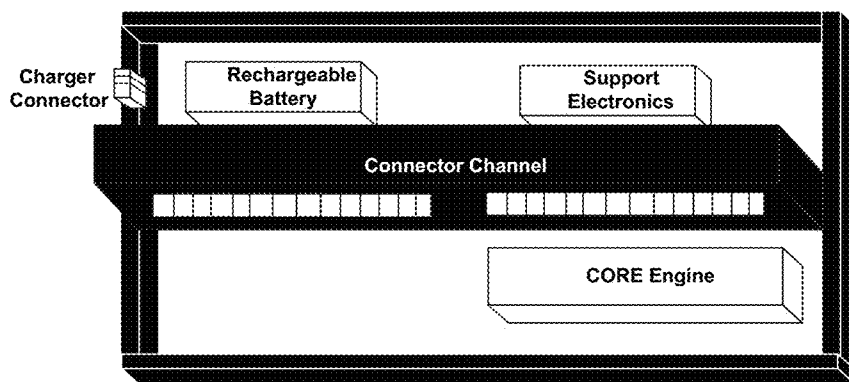 Charger
Connector
Rechargeable
Battery
Support
Electronics
Connector Channel
CORE Engine